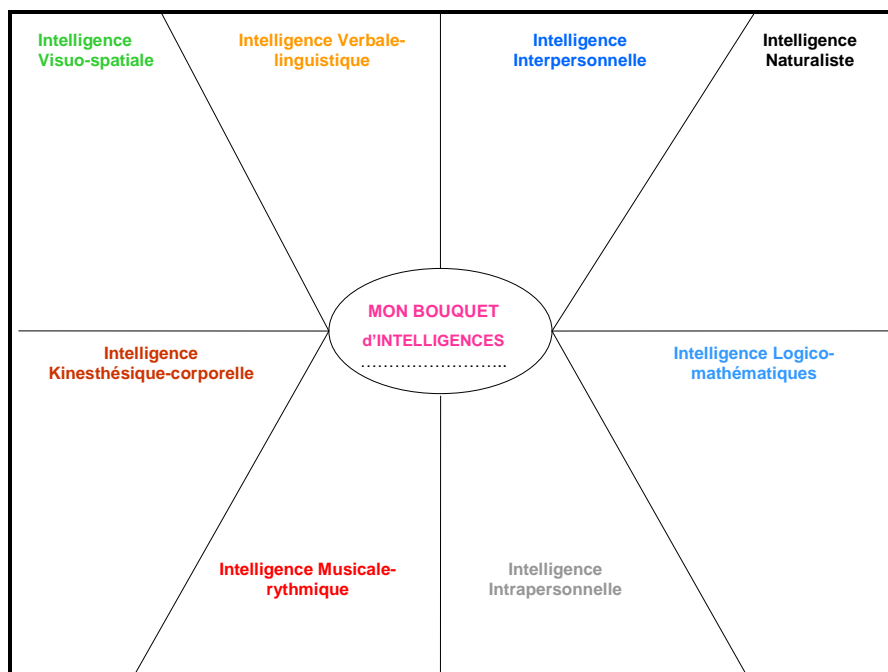 Intelligence
Visuo-spatiale
Intelligence Verbale-
linguistique
Intelligence
Interpersonnelle
Intelligence
Naturaliste
MON BOUQUET
d'INTELLIGENCES
……………………..
Intelligence
Kinesthésique-corporelle
Intelligence Logico-
mathématiques
Intelligence Musicale-
rythmique
Intelligence
Intrapersonnelle